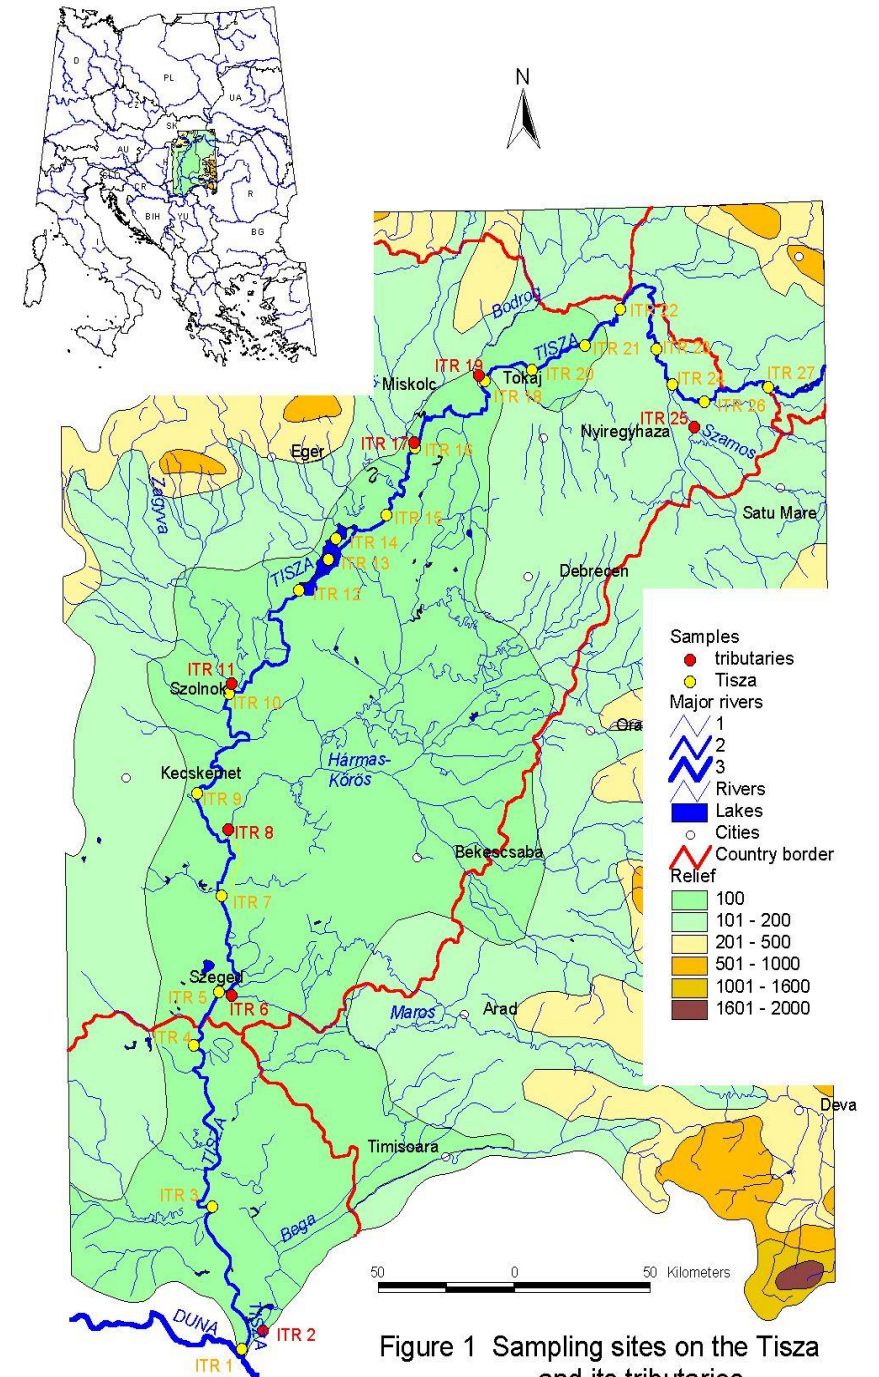 D
PL
UA
CZ
SK
AU
H
CR
R
BIH
YU
BG
N
Bodrog
ITR 22
TISZA
ITR 21
ITR 23
ITR 19
Miskolc
Tokaj
ITR 20
ITR 24
ITR 27
ITR 18
ITR 26
ITR 25
ITR 17
ITR 16
Nyiregyhaza
Szamos
Eger
Zagyva
Satu Mare
ITR 15
ITR 14
ITR 13
TISZA
ITR 12
Debrecen
ITR 11
Szolnok
ITR 10
Ora
Hármas-
Körös
Kecskemet
ITR 9
ITR 8
Bekescsaba
ITR 7
Szeged
ITR 5
ITR 6
Maros
Arad
ITR 4
Deva
TISZA
Timisoara
ITR 3
Bega
DUNA
TISZA
ITR 2
ITR 1
Samples
tributaries
Tisza
Major rivers
1
2
3
Rivers
Lakes
Cities
Country border
Relief
100
101 - 200
201 - 500
501 - 1000
1001 - 1600
1601 - 2000
50 0 50 Kilometers
Figure 1 Sampling sites on the Tisza
and its tributaries